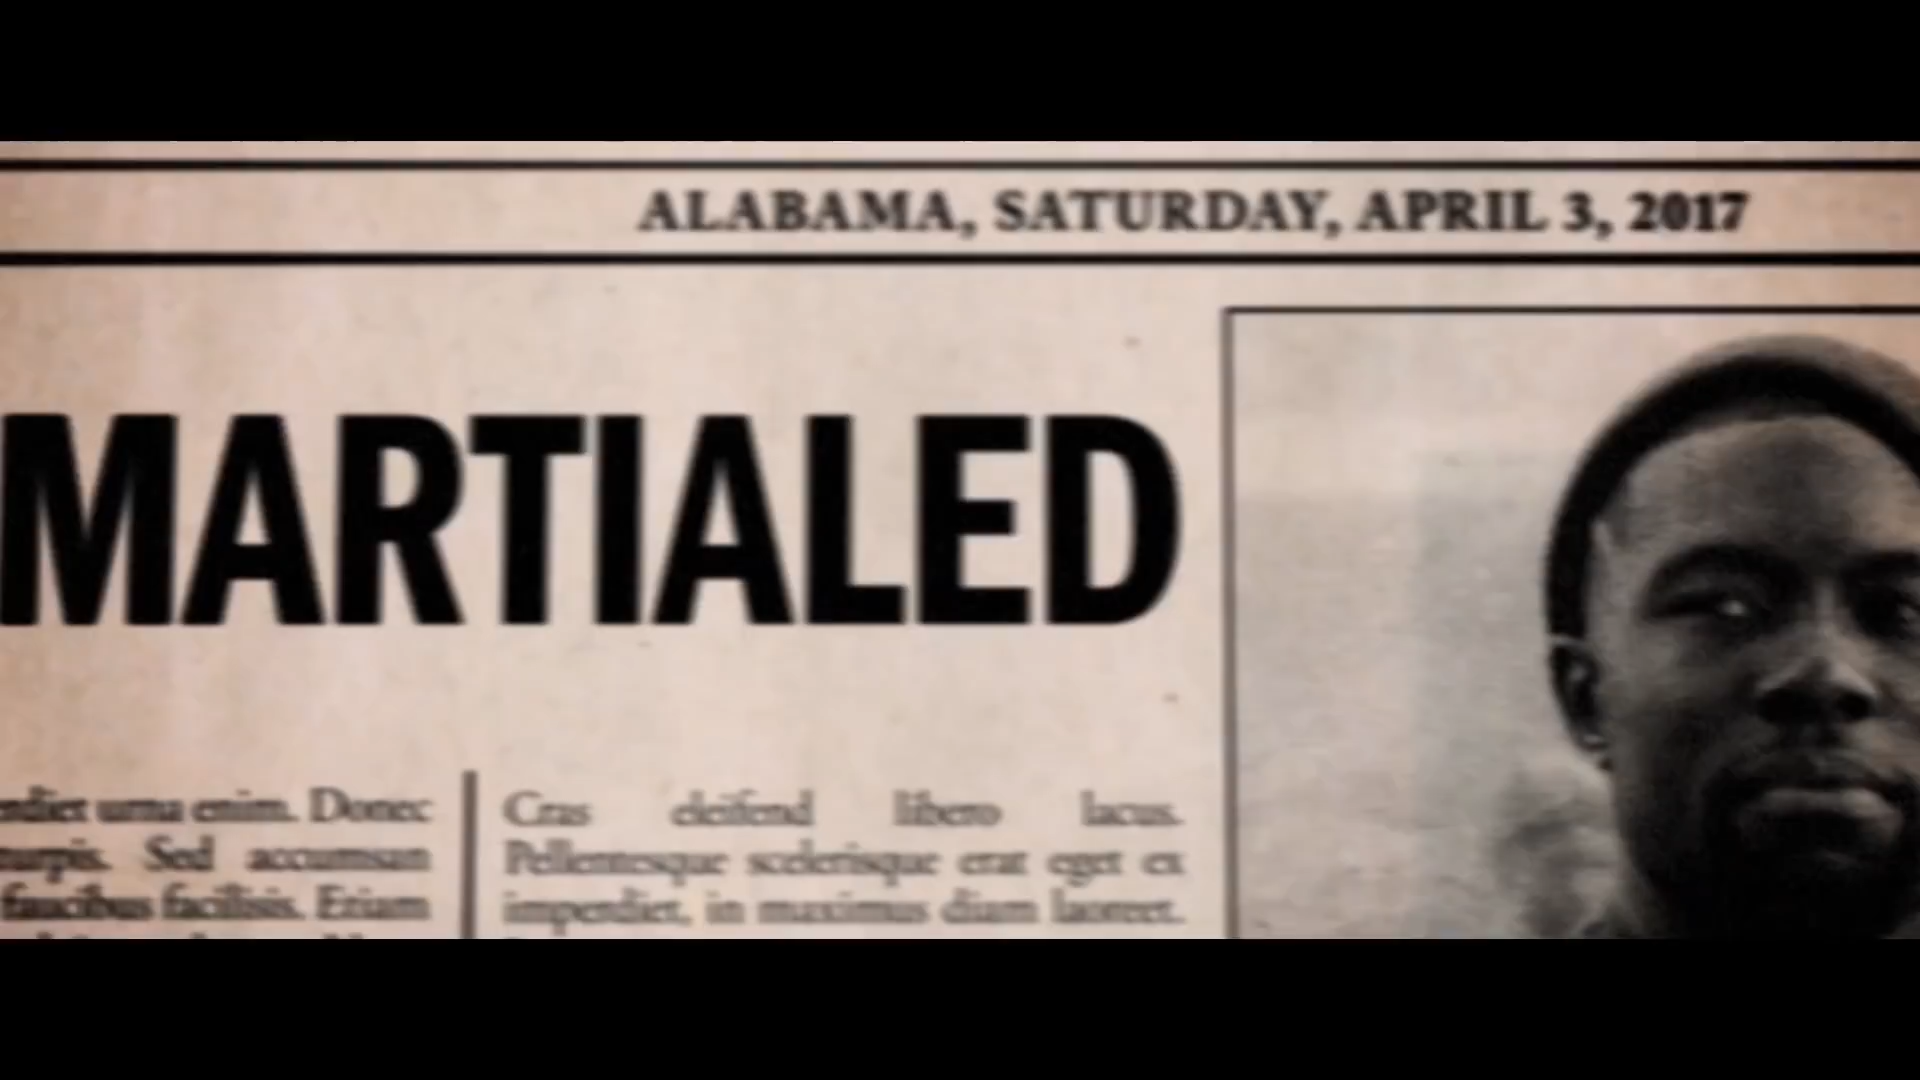 ALABAMA, SATURDAY, APRIL 3, 2017
MARTIALED
urna enim. Donec
turpis. Sed accumsan
faucibus facilisis. Etiam
Cras eleifend libero lacus.
Pellentesque scelerisque erat eget ex
imperdiet, in maximus diam laoreet.